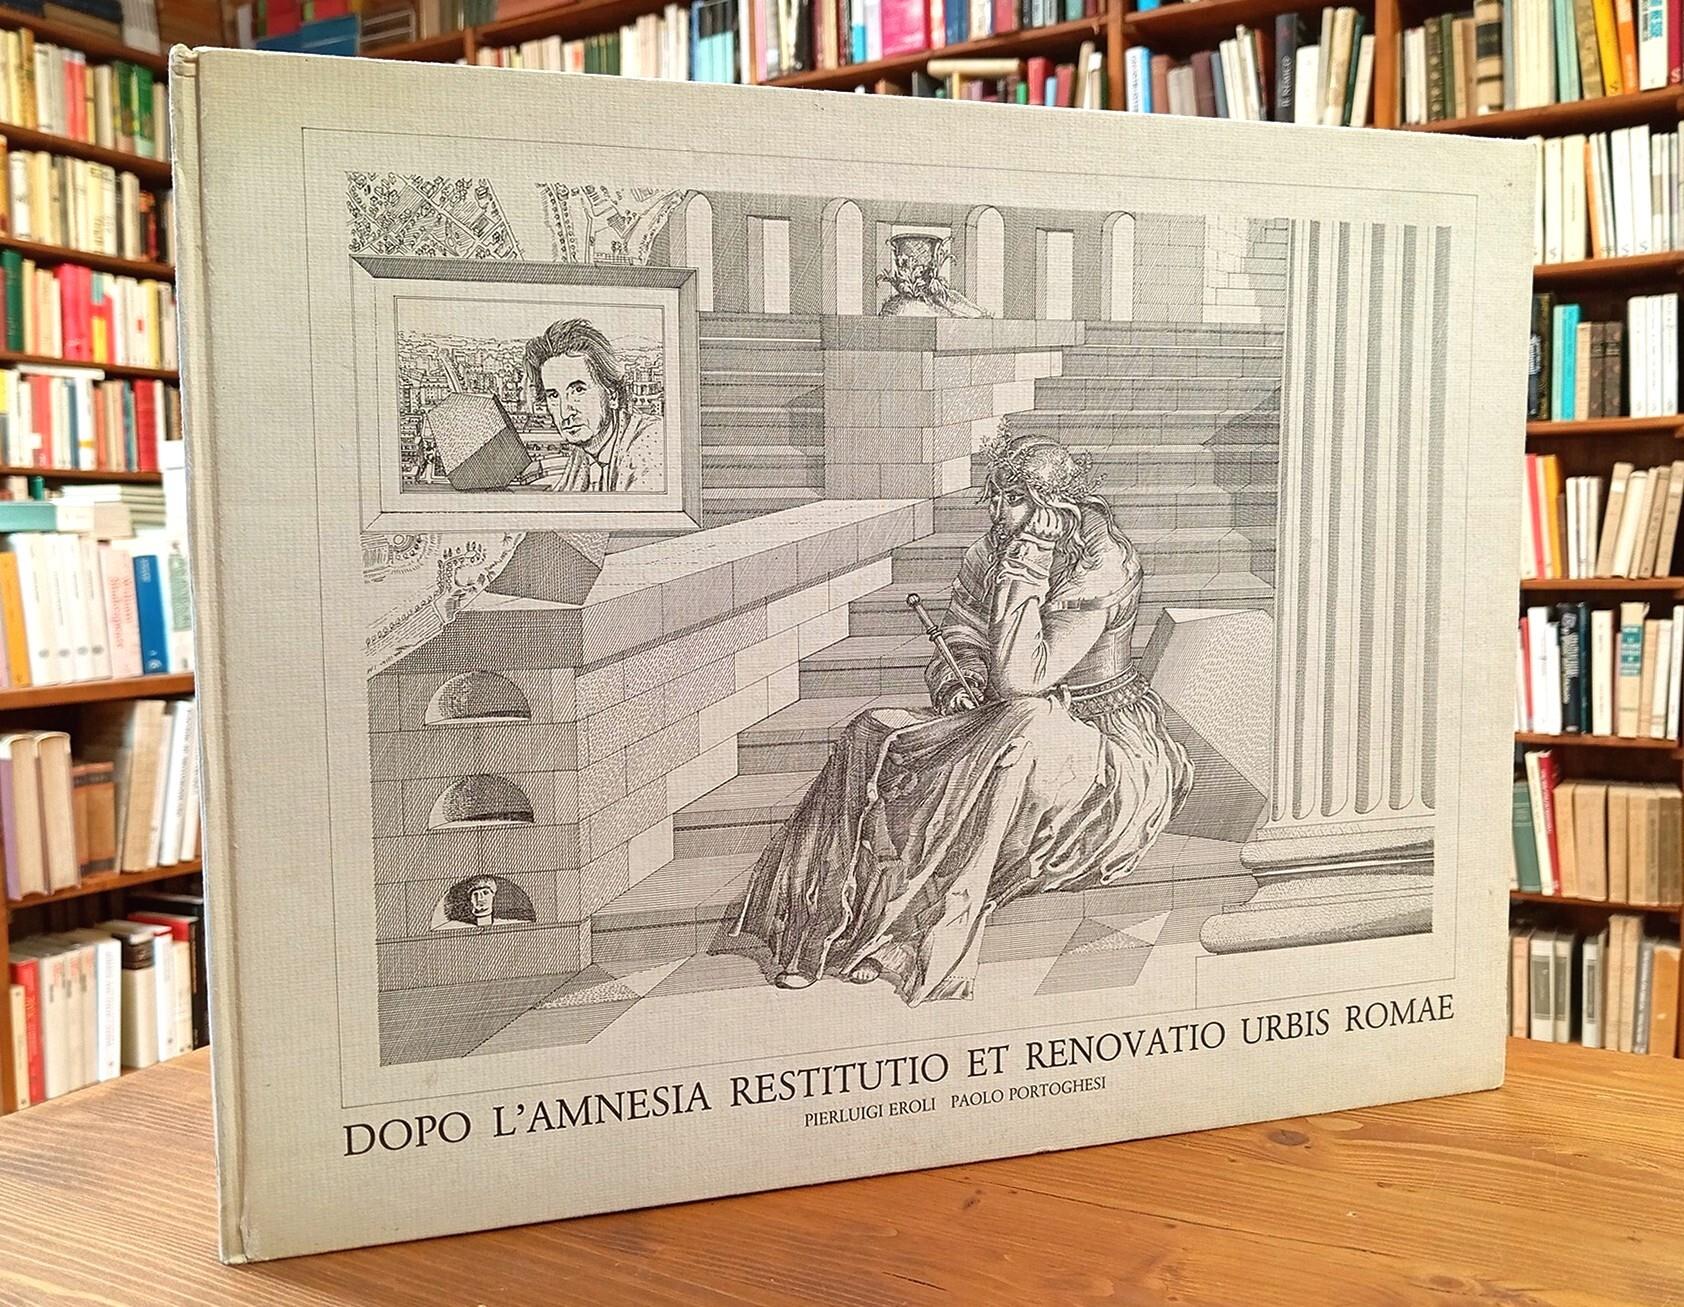 DOPO L'AMNESIA RESTITUTIO ET RENOVATIO URBIS ROMAE
PIERLUIGI EROLI PAOLO PORTOGHESI